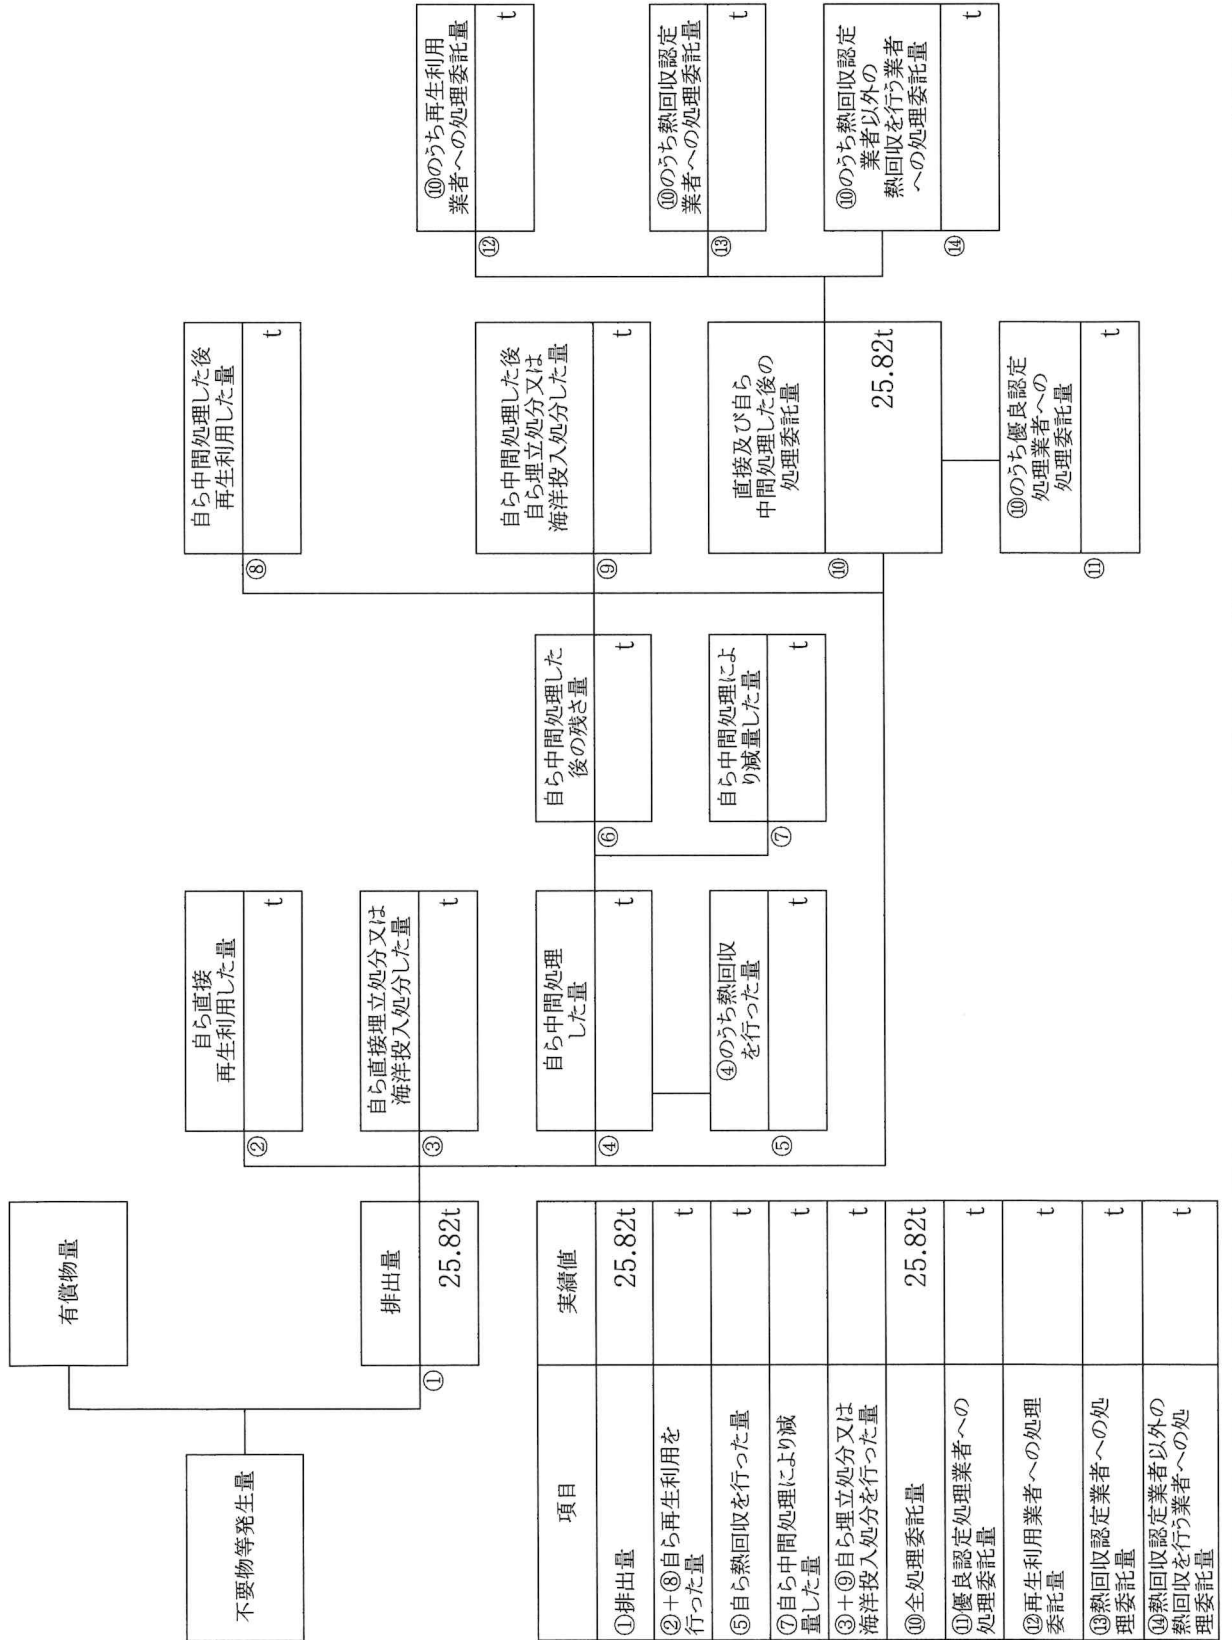 不要物等発生量
有償物量
排出量
①
25.82t
自ら直接
再生利用した量
②
t
自ら直接埋立処分又は
海洋投入処分した量
③
t
自ら中間処理
した量
④
t
④のうち熱回収
を行った量
⑤
t
自ら中間処理した
後の残さ量
⑥
t
自ら中間処理によ
り減量した量
⑦
t
自ら中間処理した後
再生利用した量
⑧
t
自ら中間処理した後
自ら埋立処分又は
海洋投入処分した量
⑨
t
直接及び自ら
中間処理した後の
処理委託量
⑩
25.82t
⑩のうち優良認定
処理業者への
処理委託量
⑪
t
⑩のうち再生利用
業者への処理委託量
⑫
t
⑩のうち熱回収認定
業者への処理委託量
⑬
t
⑩のうち熱回収認定
業者以外の
熱回収を行う業者
への処理委託量
⑭
t
項目 実績値
①排出量 25.82t
②+⑧自ら再生利用を
行った量 t
⑤自ら熱回収を行った量 t
⑦自ら中間処理により減
量した量 t
③+⑨自ら埋立処分又は
海洋投入処分を行った量 t
⑩全処理委託量 25.82t
⑪優良認定処理業者への
処理委託量 t
⑫再生利用業者への処理
委託量 t
⑬熱回収認定業者への処
理委託量 t
⑭熱回収認定業者以外の
熱回収を行う業者への処
理委託量 t